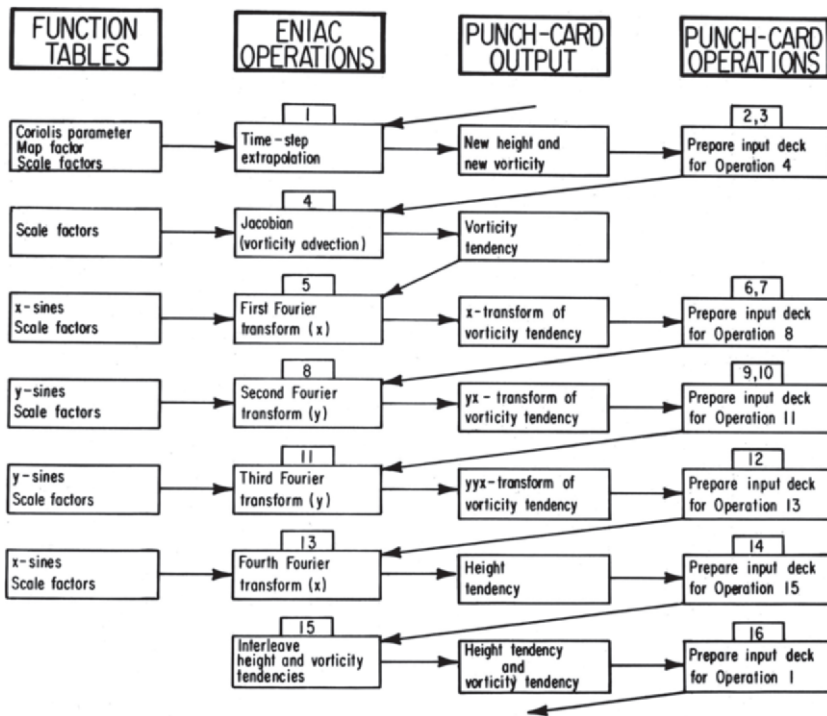 FUNCTION
TABLES
ENIAC
OPERATIONS
PUNCH-CARD
OUTPUT
PUNCH-CARD
OPERATIONS
Coriolis parameter
Map factor
Scale factors
1
Time-step
extrapolation
New height and
new vorticity
2,3
Prepare input deck
for Operation 4
Scale factors
4
Jacobian
(vorticity advection)
Vorticity
tendency
x-sines
Scale factors
5
First Fourier
transform (x)
x-transform of
vorticity tendency
6,7
Prepare input deck
for Operation 8
y-sines
Scale factors
8
Second Fourier
transform (y)
yx-transform of
vorticity tendency
9,10
Prepare input deck
for Operation 11
y-sines
Scale factors
11
Third Fourier
transform (y)
yyx-transform of
vorticity tendency
12
Prepare input deck
for Operation 13
x-sines
Scale factors
13
Fourth Fourier
transform (x)
Height
tendency
14
Prepare input deck
for Operation 15
15
Interleave
height and vorticity
tendencies
Height tendency
and
vorticity tendency
16
Prepare input deck
for Operation 1